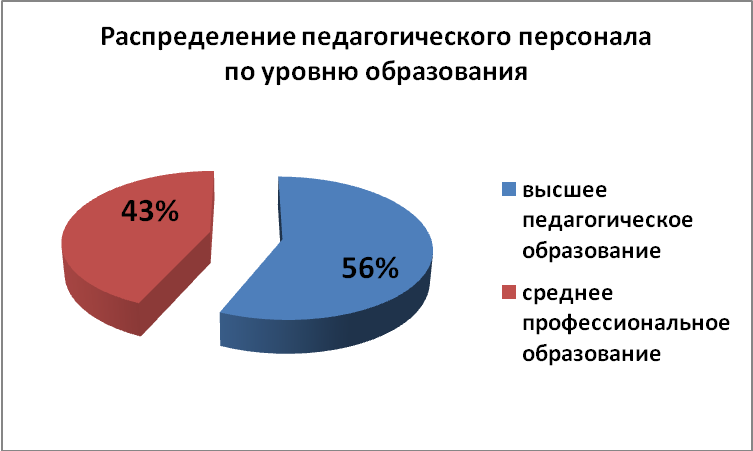 Распределение педагогического персонала
по уровню образования
43%
56%
высшее
педагогическое
образование
среднее
профессиональное
образование